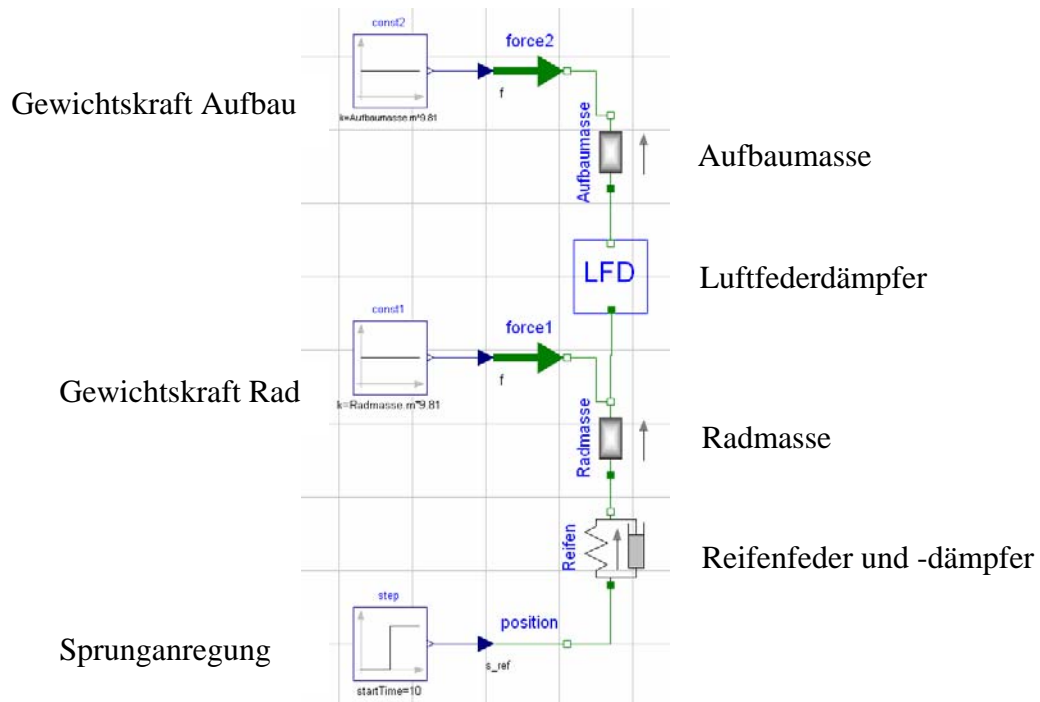 const2
force2
f
k=Aufbaumasse.m*9.81
Gewichtskraft Aufbau
Aufbaumasse
Aufbaumasse
LFD
Luftfederdämpfer
const1
force1
f
k=Radmasse.m*9.81
Gewichtskraft Rad
Radmasse
Radmasse
Reifen
Reifenfeder und -dämpfer
step
position
s_ref
startTime=10
Sprunganregung